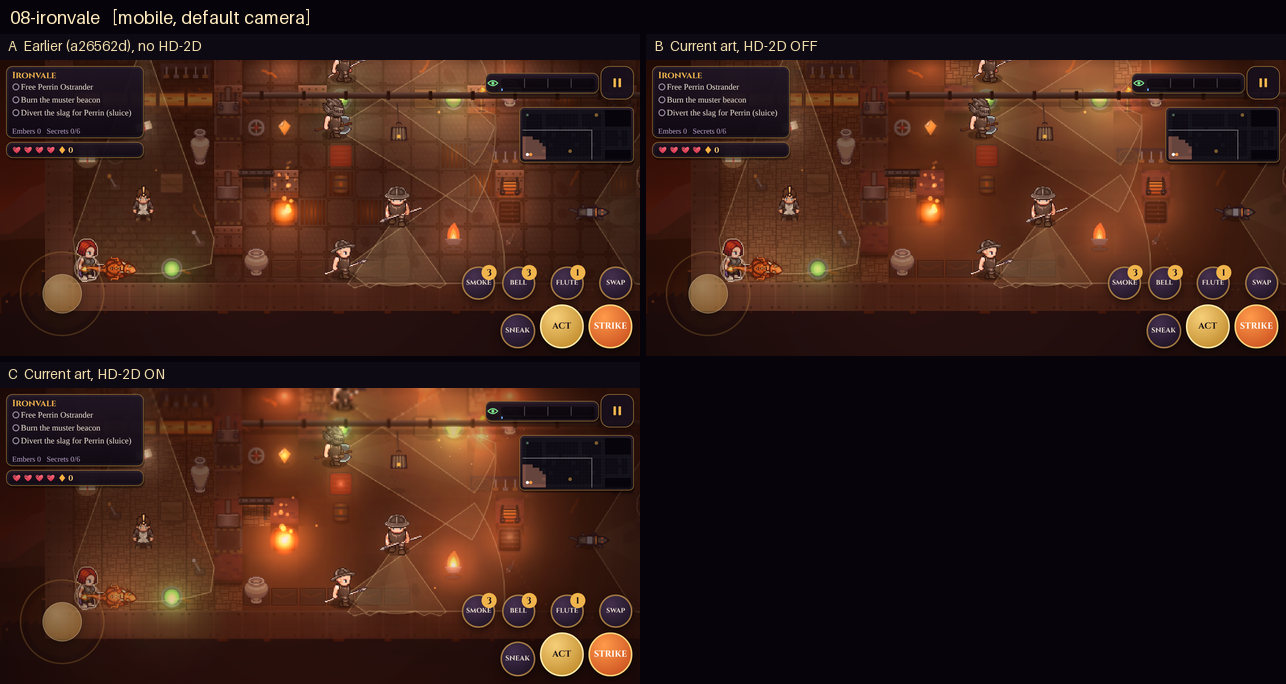 08-ironvale [mobile, default camera]
A Earlier (a26562d), no HD-2D
IRONVALE
Free Perrin Ostrander
Burn the muster beacon
Divert the slag for Perrin (sluice)
Embers 0 Secrets 0/6
0
3 3 1
SMOKE BELL FLUTE SWAP
SNEAK ACT STRIKE
B Current art, HD-2D OFF
IRONVALE
Free Perrin Ostrander
Burn the muster beacon
Divert the slag for Perrin (sluice)
Embers 0 Secrets 0/6
0
3 3 1
SMOKE BELL FLUTE SWAP
SNEAK ACT STRIKE
C Current art, HD-2D ON
IRONVALE
Free Perrin Ostrander
Burn the muster beacon
Divert the slag for Perrin (sluice)
Embers 0 Secrets 0/6
0
3 3 1
SMOKE BELL FLUTE SWAP
SNEAK ACT STRIKE